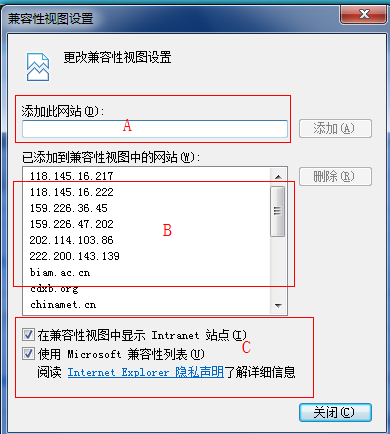 兼容性视图设置
更改兼容性视图设置
添加此网站(D):
A
添加(A)
已添加到兼容性视图中的网站(W):
118.145.16.217
删除(R)
118.145.16.222
159.226.36.45
159.226.47.202
B
202.114.103.86
222.200.143.139
biam.ac.cn
cdxb.org
chinamet.cn
在兼容性视图中显示 Intranet 站点(I)
使用 Microsoft 兼容性列表(U)
C
阅读 Internet Explorer 隐私声明了解详细信息
关闭(C)